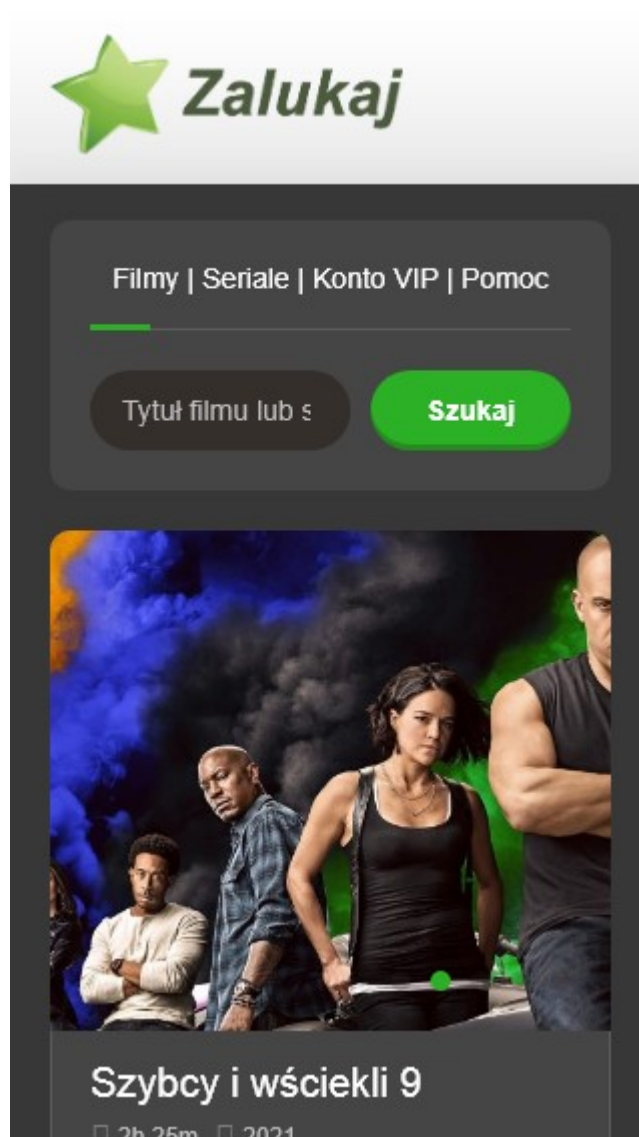 Zalukaj
Filmy | Seriale | Konto VIP | Pomoc
Tytuł filmu lub s
Szukaj
Szybcy i wściekli 9
2h 25m 2021